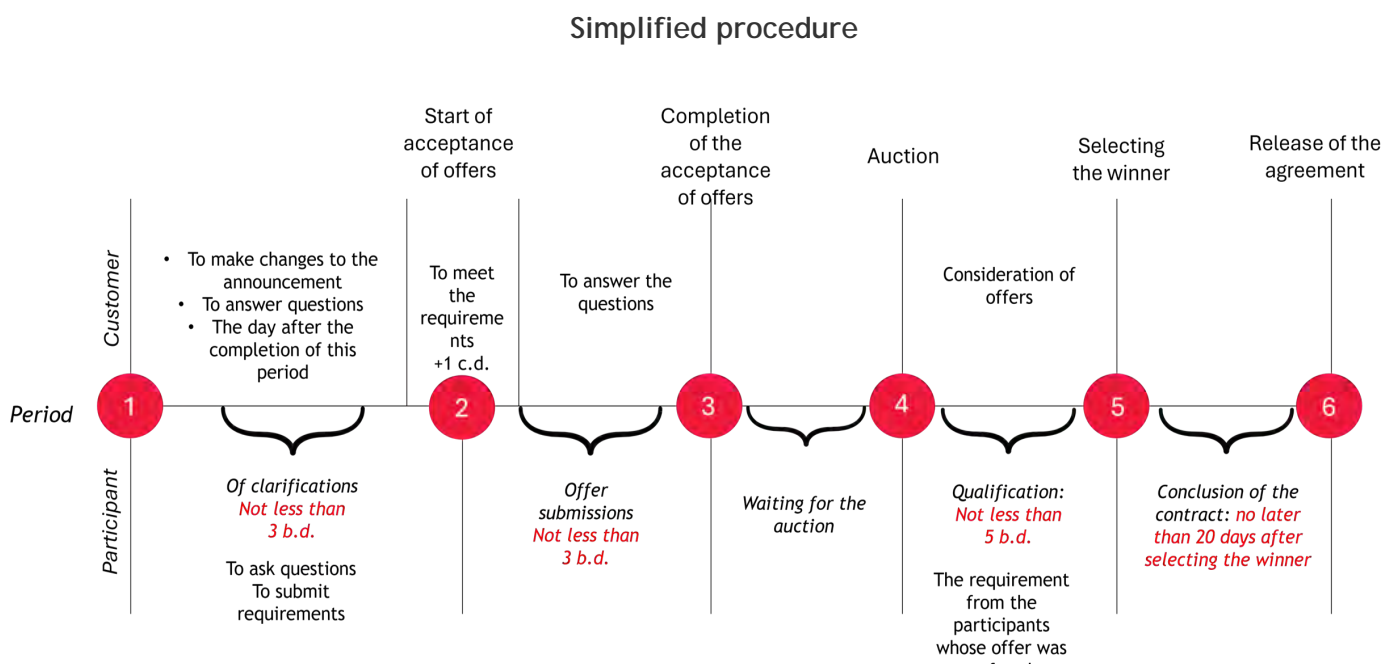 Simplified procedure
Start of
acceptance
of offers
Completion
of the
acceptance
of offers
Auction
Selecting
the winner
Release of the
agreement
Customer
• To make changes to the
announcement
• To answer questions
• The day after the
completion of this
period
To meet
the
requireme
nts
+1 c.d.
To answer the
questions
Consideration of
offers
Period
1
2
3
4
5
6
Participant
Of clarifications
Not less than
3 b.d.
To ask questions
To submit
requirements
Offer
submissions
Not less than
3 b.d.
Waiting for the
auction
Qualification:
Not less than
5 b.d.
The requirement
from the
participants
whose offer was
Conclusion of the
contract: no later
than 20 days after
selecting the winner